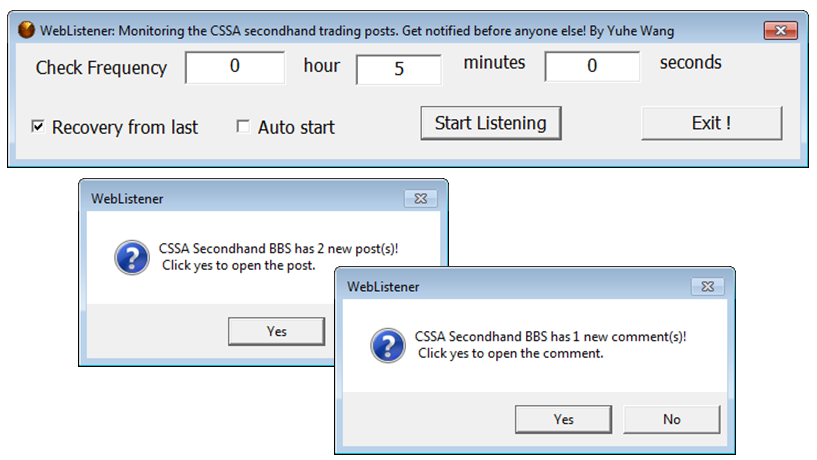 WebListener: Monitoring the CSSA secondhand trading posts. Get notified before anyone else! By Yuhe Wang
Check Frequency 0 hour 5 minutes 0 seconds
Recovery from last Auto start Start Listening Exit !
WebListener
CSSA Secondhand BBS has 2 new post(s)!
Click yes to open the post.
Yes
WebListener
CSSA Secondhand BBS has 1 new comment(s)!
Click yes to open the comment.
Yes No